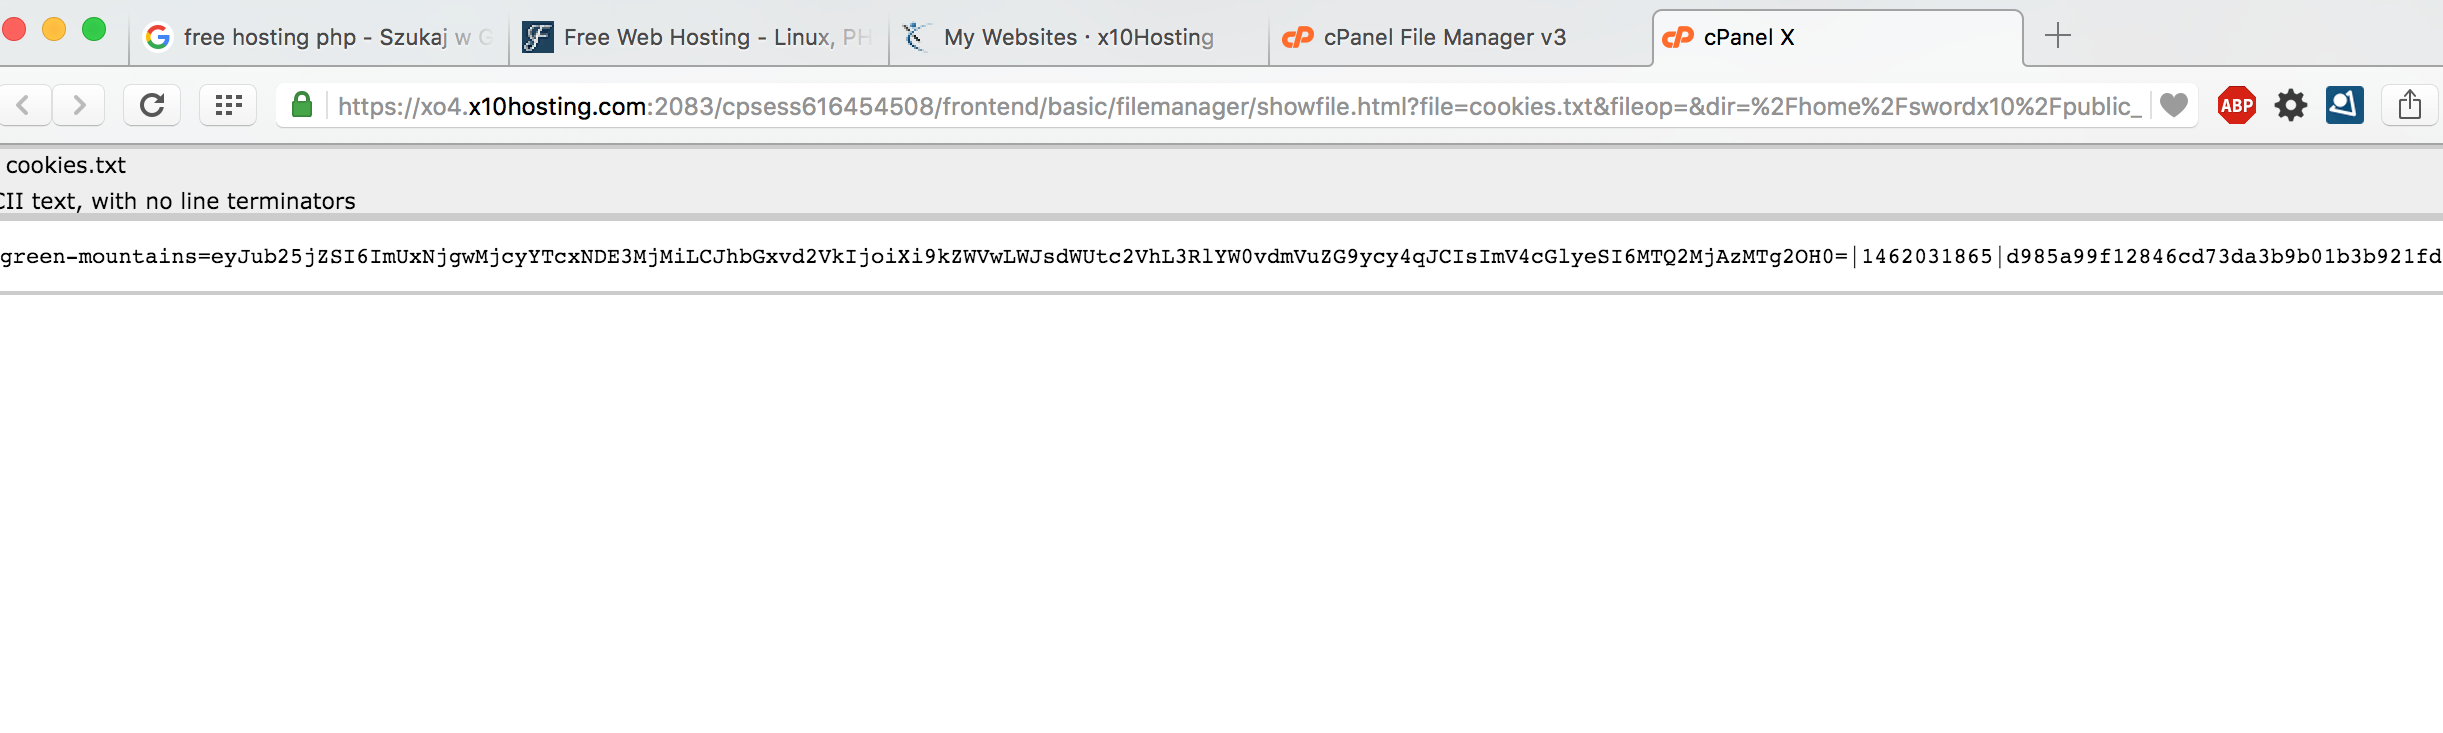 free hosting php - Szukaj w G
Free Web Hosting - Linux, PH
My Websites · x10Hosting
cPanel File Manager v3
cPanel X
https://xo4.x10hosting.com:2083/cpsess616454508/frontend/basic/filemanager/showfile.html?file=cookies.txt&fileop=&dir=%2Fhome%2Fswordx10%2Fpublic_
ABP
cookies.txt
CII text, with no line terminators
green-mountains=eyJub25jZSI6ImUxNjgwMjcyYTcxNDE3MjMiLCJhbGxvd2VkIjoiXi9kZWVwLWJsdWUtc2VhL3RlYW0vdmVuZG9ycy4qJCIsImV4cGlyeSI6MTQ2MjAzMTg2OH0=|1462031865|d985a99f12846cd73da3b9b01b3b921fd